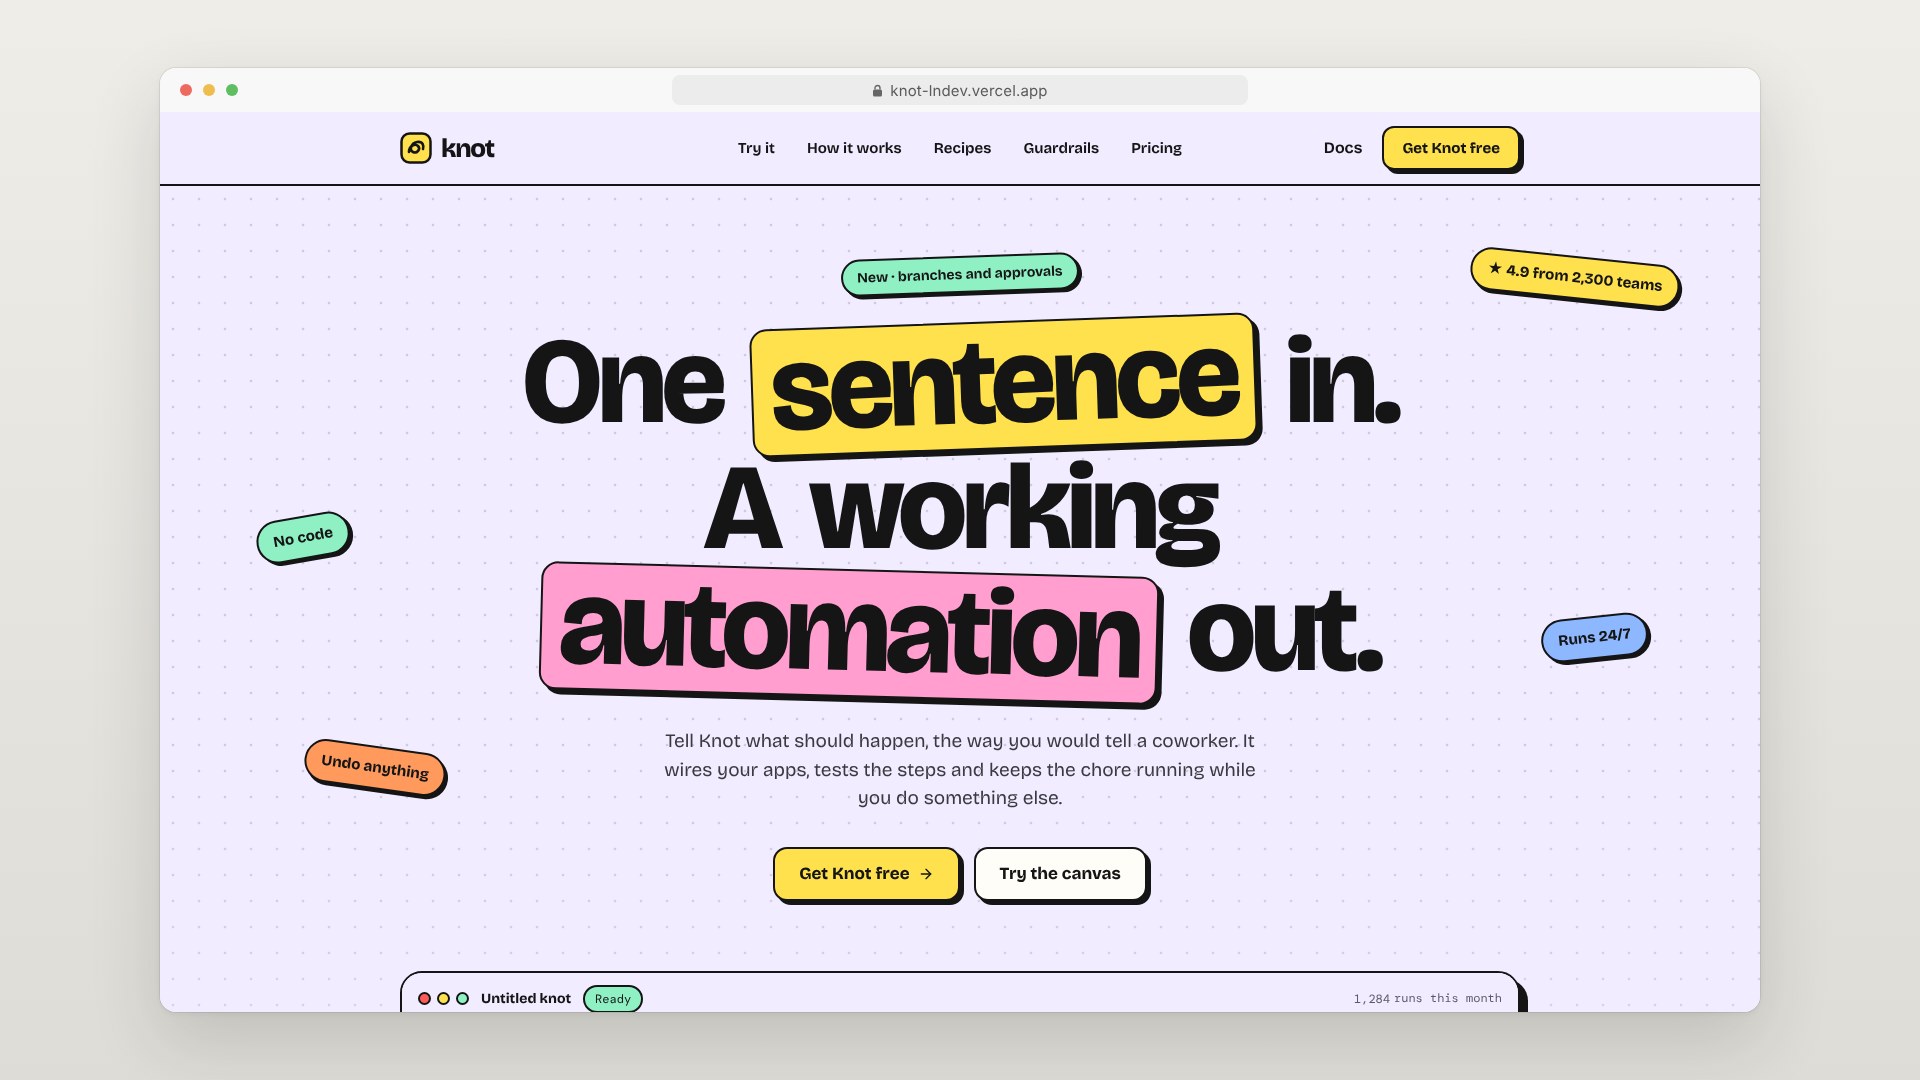 knot-lndev.vercel.app
knot
Try it
How it works
Recipes
Guardrails
Pricing
Docs
Get Knot free
New · branches and approvals
★ 4.9 from 2,300 teams
One sentence in.
A working
automation out.
No code
Runs 24/7
Undo anything
Tell Knot what should happen, the way you would tell a coworker. It
wires your apps, tests the steps and keeps the chore running while
you do something else.
Get Knot free →
Try the canvas
Untitled knot
Ready
1,284 runs this month